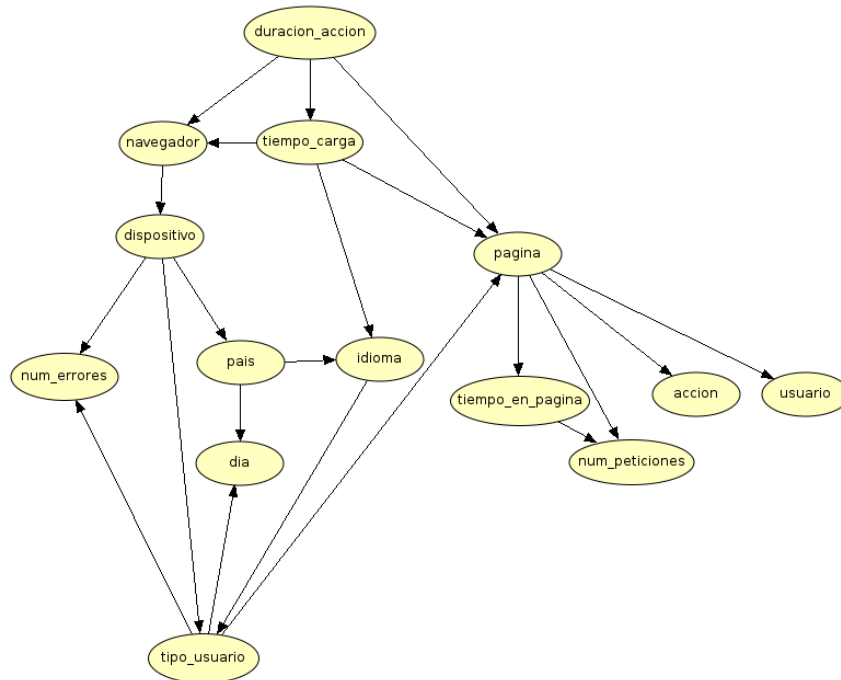 duracion_accion
navegador
tiempo_carga
dispositivo
pagina
num_errores
pais
idioma
tiempo_en_pagina
accion
usuario
dia
num_peticiones
tipo_usuario